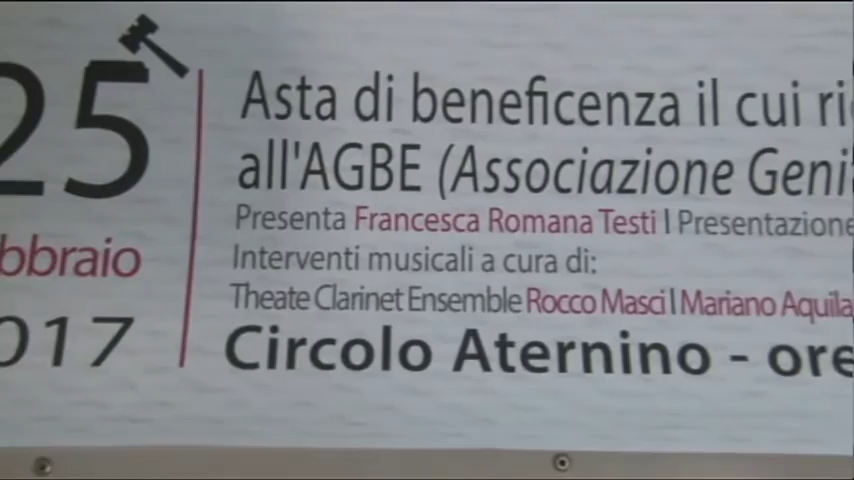 25
bbraio
017
Asta di beneficenza il cui ri
all'AGBE (Associazione Geni
Presenta Francesca Romana Testi | Presentazione
Interventi musicali a cura di:
Theate Clarinet Ensemble Rocco Masci | Mariano Aquila
Circolo Aternino - ore